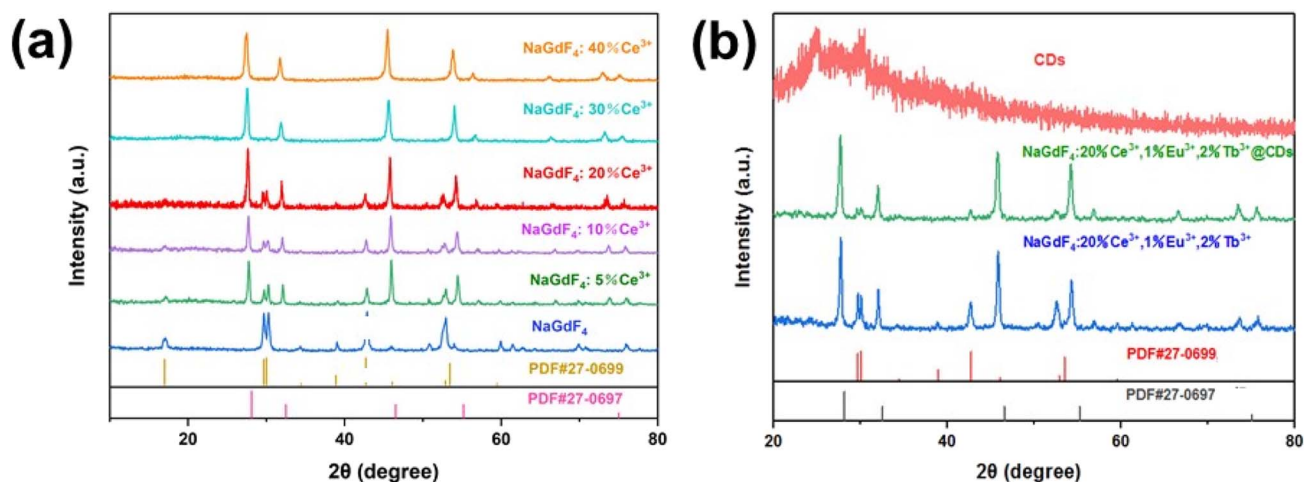 (a)
NaGdF₄: 40%Ce³⁺
NaGdF₄: 30%Ce³⁺
NaGdF₄: 20%Ce³⁺
NaGdF₄: 10%Ce³⁺
NaGdF₄: 5%Ce³⁺
NaGdF₄
PDF#27-0699
PDF#27-0697
Intensity (a.u.)
20
40
60
80
2θ (degree)
(b)
CDs
NaGdF₄:20%Ce³⁺,1%Eu³⁺,2%Tb³⁺@CDs
NaGdF₄:20%Ce³⁺,1%Eu³⁺,2%Tb³⁺
PDF#27-0699
PDF#27-0697
Intensity (a.u.)
20
40
60
80
2θ (degree)